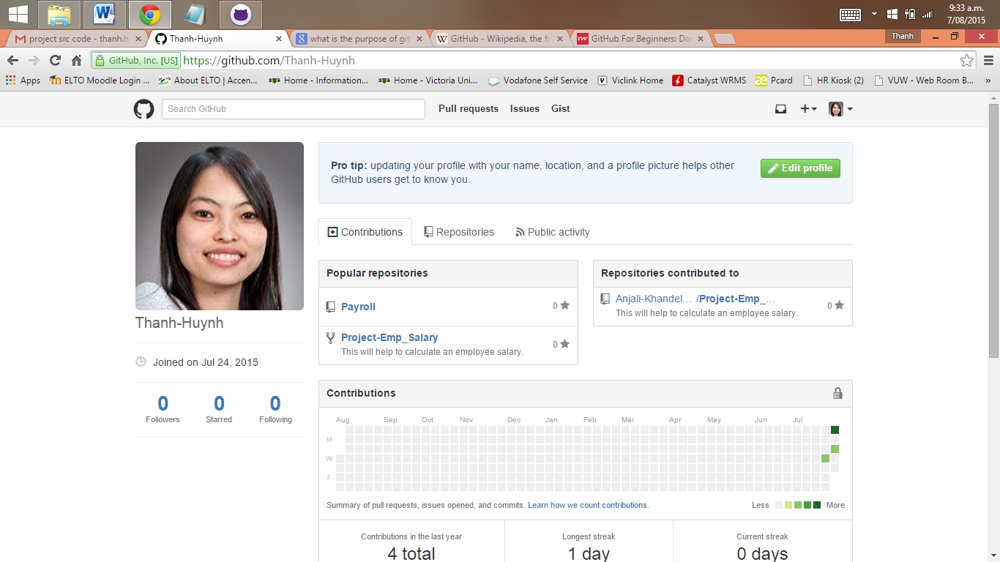 9:33 a.m.
7/08/2015
project src code - thanh.h
Thanh-Huynh
what is the purpose of git
GitHub - Wikipedia, the fr
GitHub For Beginners: Do
Thanh
GitHub, Inc. [US] https://github.com/Thanh-Huynh
Apps ELTO Moodle Login ... About ELTO | Accen... Home - Information... Home - Victoria Uni... Vodafone Self Service Viclink Home Catalyst WRMS Pcard HR Kiosk (2) VUW - Web Room B... »
Search GitHub Pull requests Issues Gist
Pro tip: updating your profile with your name, location, and a profile picture helps other
GitHub users get to know you.
Edit profile
Contributions Repositories Public activity
Thanh-Huynh
Joined on Jul 24, 2015
0 0 0
Followers Starred Following
Popular repositories
Payroll 0
Project-Emp_Salary 0
This will help to calculate an employee salary.
Repositories contributed to
Anjali-Khandel... /Project-Emp_... 0
This will help to calculate an employee salary.
Contributions
Aug Sep Oct Nov Dec Jan Feb Mar Apr May Jun Jul
M
W
F
Summary of pull requests, issues opened, and commits. Learn how we count contributions.
Less More
Contributions in the last year
4 total
Longest streak
1 day
Current streak
0 days